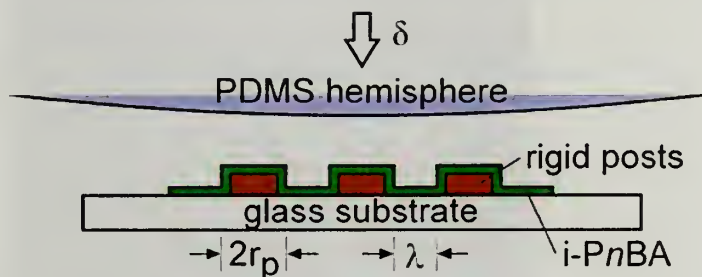 δ
PDMS hemisphere
rigid posts
glass substrate
2rₚ
λ
i-PnBA